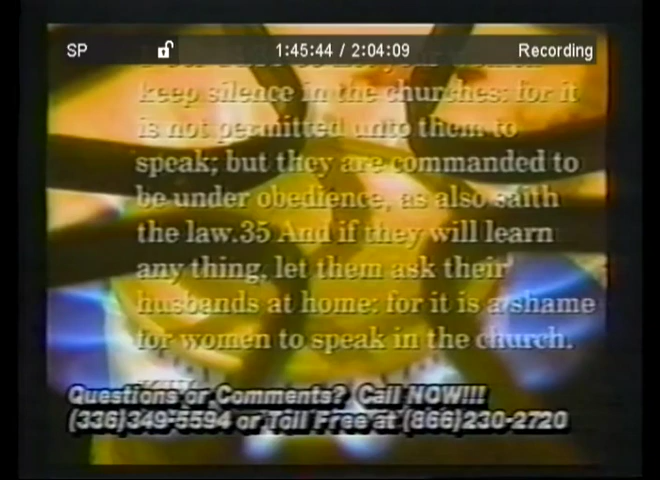 SP 1:45:44 / 2:04:09 Recording
keep silence in the churches: for it
is not permitted unto them to
speak; but they are commanded to
be under obedience, as also saith
the law.35 And if they will learn
any thing, let them ask their
husbands at home: for it is a shame
for women to speak in the church.
Questions or Comments? Call NOW!!!
(336)349-5594 or Toll Free at (866)230-2720